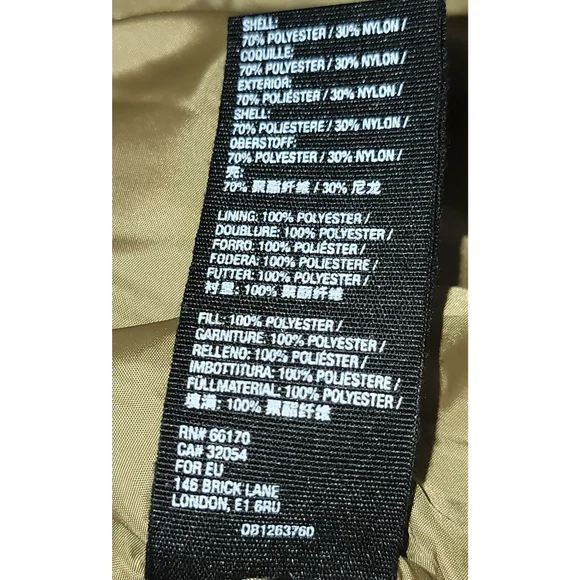 SHELL:
70% POLYESTER / 30% NYLON /
COQUILLE:
70% POLYESTER / 30% NYLON /
EXTERIOR:
70% POLIÉSTER / 30% NYLON /
SHELL:
70% POLIESTERE / 30% NYLON /
OBERSTOFF:
70% POLYESTER / 30% NYLON /
壳:
70% 聚酯纤维 / 30% 尼龙
LINING: 100% POLYESTER /
DOUBLURE: 100% POLYESTER /
FORRO: 100% POLIÉSTER /
FODERA: 100% POLIESTERE /
FUTTER: 100% POLYESTER /
衬里: 100% 聚酯纤维
FILL: 100% POLYESTER /
GARNITURE: 100% POLYESTER /
RELLENO: 100% POLIÉSTER /
IMBOTTITURA: 100% POLIESTERE /
FÜLLMATERIAL: 100% POLYESTER /
填满: 100% 聚酯纤维
RN# 66170
CA# 32054
FOR EU
146 BRICK LANE
LONDON, E1 6RU
OB1263760